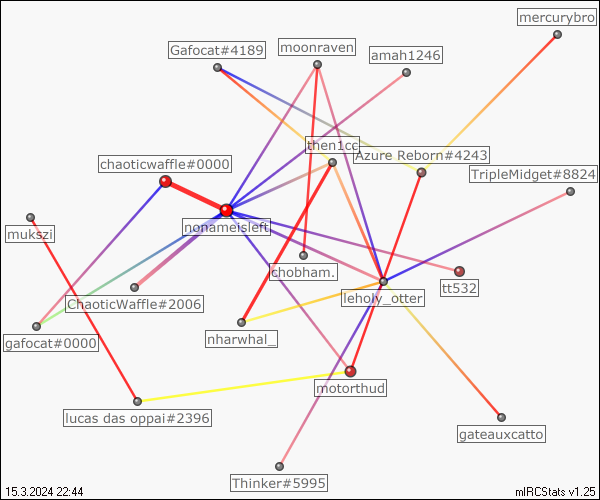 mercurybro
Gafocat#4189
moonraven
amah1246
then1cc
Azure Reborn#4243
chaoticwaffle#0000
TripleMidget#8824
nonameisleft
mukszi
chobham.
tt532
ChaoticWaffle#2006
leholy_otter
gafocat#0000
nharwhal_
motorthud
lucas das oppai#2396
gateauxcatto
Thinker#5995
15.3.2024 22:44
mIRCStats v1.25